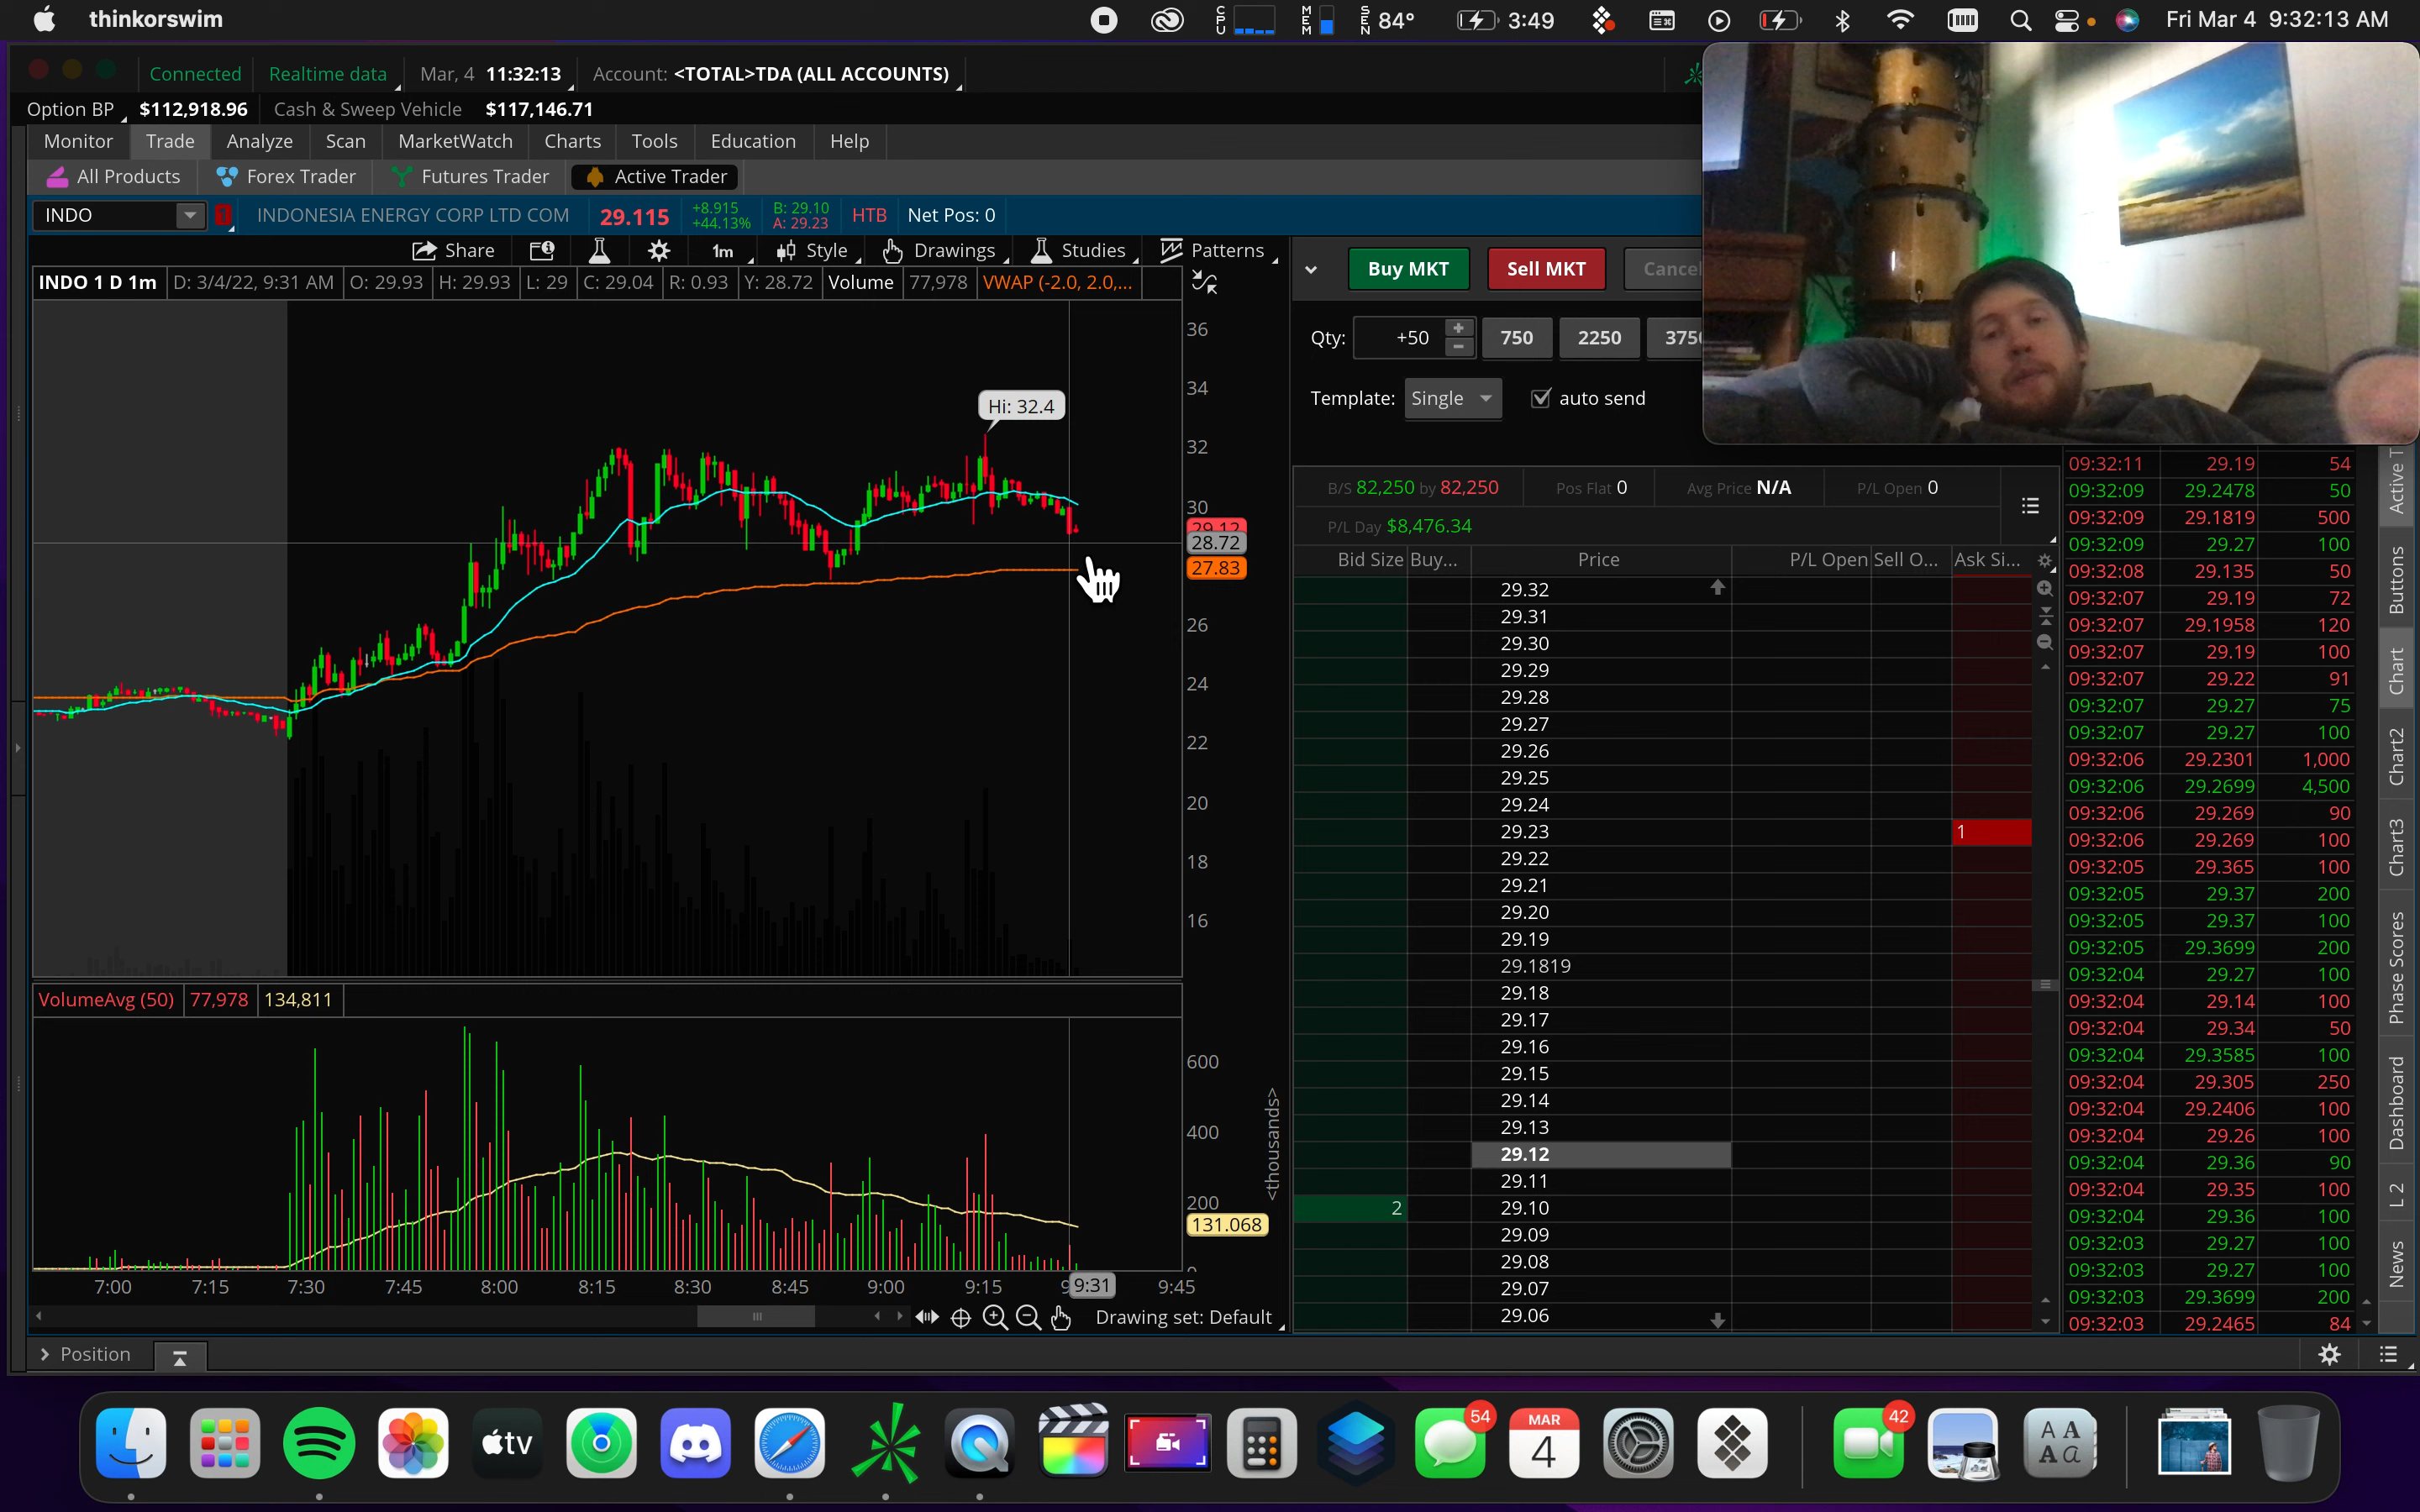 thinkorswim
CPU MEM SEN 84° 3:49 Fri Mar 4 9:32:13 AM
Connected Realtime data Mar, 4 11:32:13 Account: <TOTAL>TDA (ALL ACCOUNTS)
Option BP $112,918.96 Cash & Sweep Vehicle $117,146.71
Monitor Trade Analyze Scan MarketWatch Charts Tools Education Help
All Products Forex Trader Futures Trader Active Trader
INDO 1 INDONESIA ENERGY CORP LTD COM 29.115 +8.915 +44.13% B: 29.10 A: 29.23 HTB Net Pos: 0
Share 1m Style Drawings Studies Patterns
INDO 1 D 1m D: 3/4/22, 9:31 AM O: 29.93 H: 29.93 L: 29 C: 29.04 R: 0.93 Y: 28.72 Volume 77,978 VWAP (-2.0, 2.0,...
Hi: 32.4
36
34
32
30
29.12
28.72
27.83
26
24
22
20
18
16
VolumeAvg (50) 77,978 134,811
600
400
200
131.068
0
<thousands>
7:00 7:15 7:30 7:45 8:00 8:15 8:30 8:45 9:00 9:15 9:31 9:45
Drawing set: Default
Position
Buy MKT Sell MKT Cancel
Qty: +50 750 2250 3750
Template: Single auto send
B/S 82,250 by 82,250 Pos Flat 0 Avg Price N/A P/L Open 0
P/L Day $8,476.34
Bid Size Buy... Price P/L Open Sell O... Ask Si...
29.32
29.31
29.30
29.29
29.28
29.27
29.26
29.25
29.24
29.23 1
29.22
29.21
29.20
29.19
29.1819
29.18
29.17
29.16
29.15
29.14
29.13
29.12
29.11
2 29.10
29.09
29.08
29.07
29.06
09:32:11 29.19 54
09:32:09 29.2478 50
09:32:09 29.1819 500
09:32:09 29.27 100
09:32:08 29.135 50
09:32:07 29.19 72
09:32:07 29.1958 120
09:32:07 29.19 100
09:32:07 29.22 91
09:32:07 29.27 75
09:32:07 29.27 100
09:32:06 29.2301 1,000
09:32:06 29.2699 4,500
09:32:06 29.269 90
09:32:06 29.269 100
09:32:05 29.365 100
09:32:05 29.37 200
09:32:05 29.37 100
09:32:05 29.3699 200
09:32:04 29.27 100
09:32:04 29.14 100
09:32:04 29.34 50
09:32:04 29.3585 100
09:32:04 29.305 250
09:32:04 29.2406 100
09:32:04 29.26 100
09:32:04 29.36 90
09:32:04 29.35 100
09:32:04 29.36 100
09:32:03 29.27 100
09:32:03 29.27 100
09:32:03 29.3699 200
09:32:03 29.2465 84
Active T
Buttons
Chart
Chart2
Chart3
Phase Scores
Dashboard
L 2
News
tv
54
MAR
4
42
A A
A a